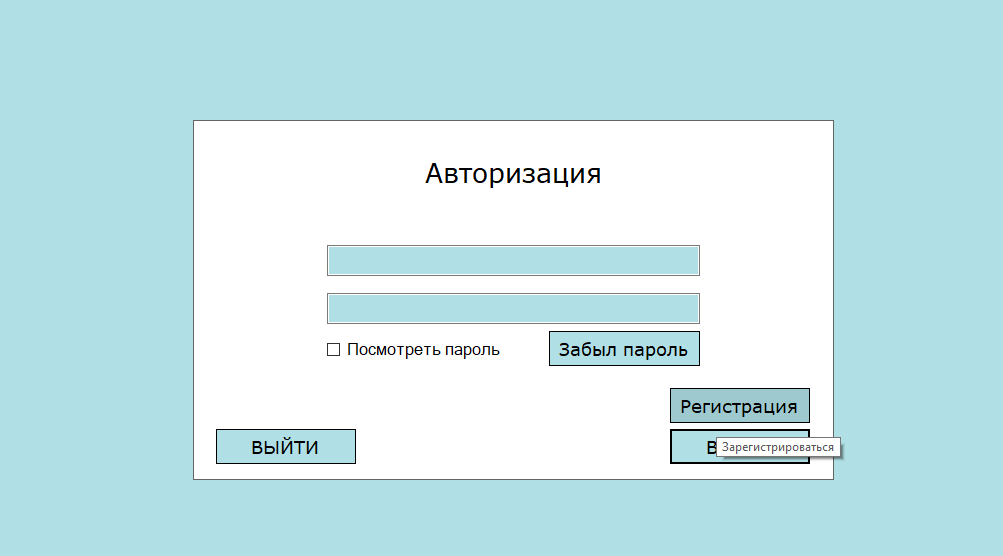 Авторизация
Посмотреть пароль
Забыл пароль
Регистрация
ВЫЙТИ
Зарегистрироваться